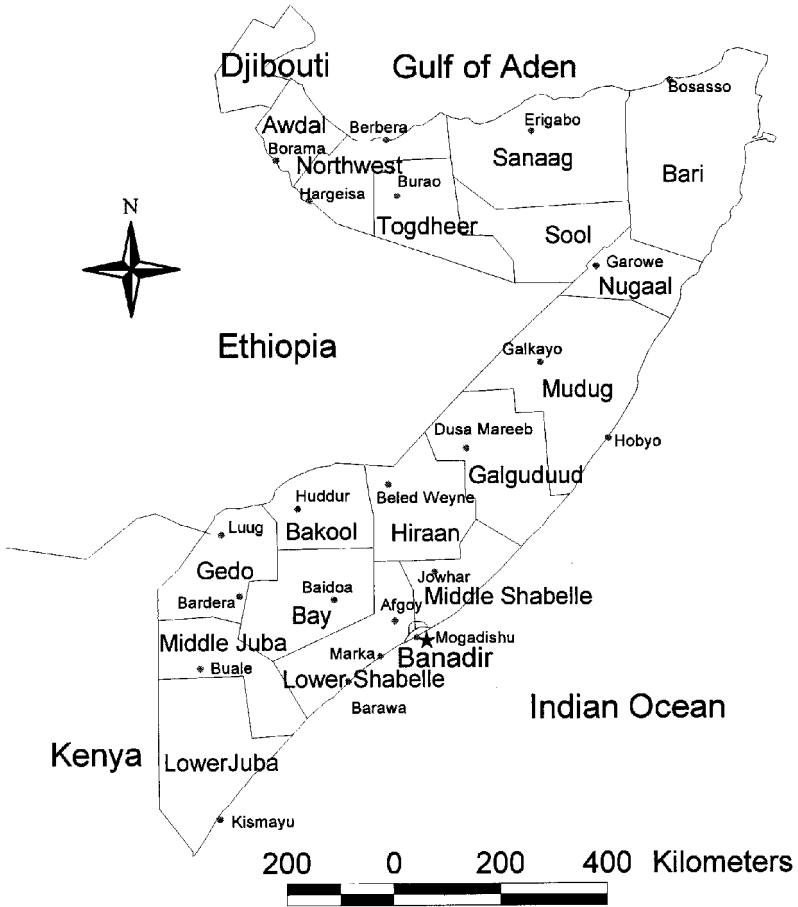 Djibouti
Gulf of Aden
Bosasso
Awdal
Berbera
Erigabo
Borama
Northwest
Sanaag
Bari
Hargeisa
Burao
Togdheer
Sool
N
Garowe
Nugaal
Ethiopia
Galkayo
Mudug
Dusa Mareeb
Hobyo
Galguduud
Huddur
Beled Weyne
Luug
Bakool
Hiraan
Gedo
Jowhar
Baidoa
Middle Shabelle
Bardera
Bay
Afgoy
Middle Juba
Mogadishu
Marka
Banadir
Buale
Lower Shabelle
Barawa
Indian Ocean
Kenya
LowerJuba
Kismayu
200 0 200 400 Kilometers